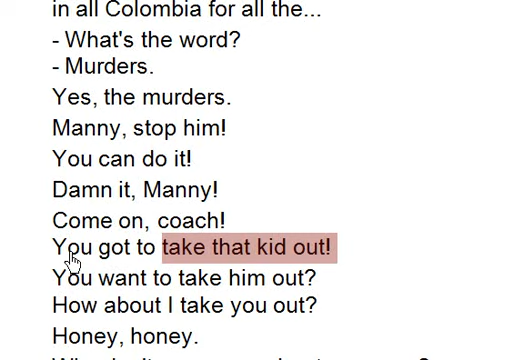 in all Colombia for all the...
- What's the word?
- Murders.
Yes, the murders.
Manny, stop him!
You can do it!
Damn it, Manny!
Come on, coach!
You got to take that kid out!
You want to take him out?
How about I take you out?
Honey, honey.